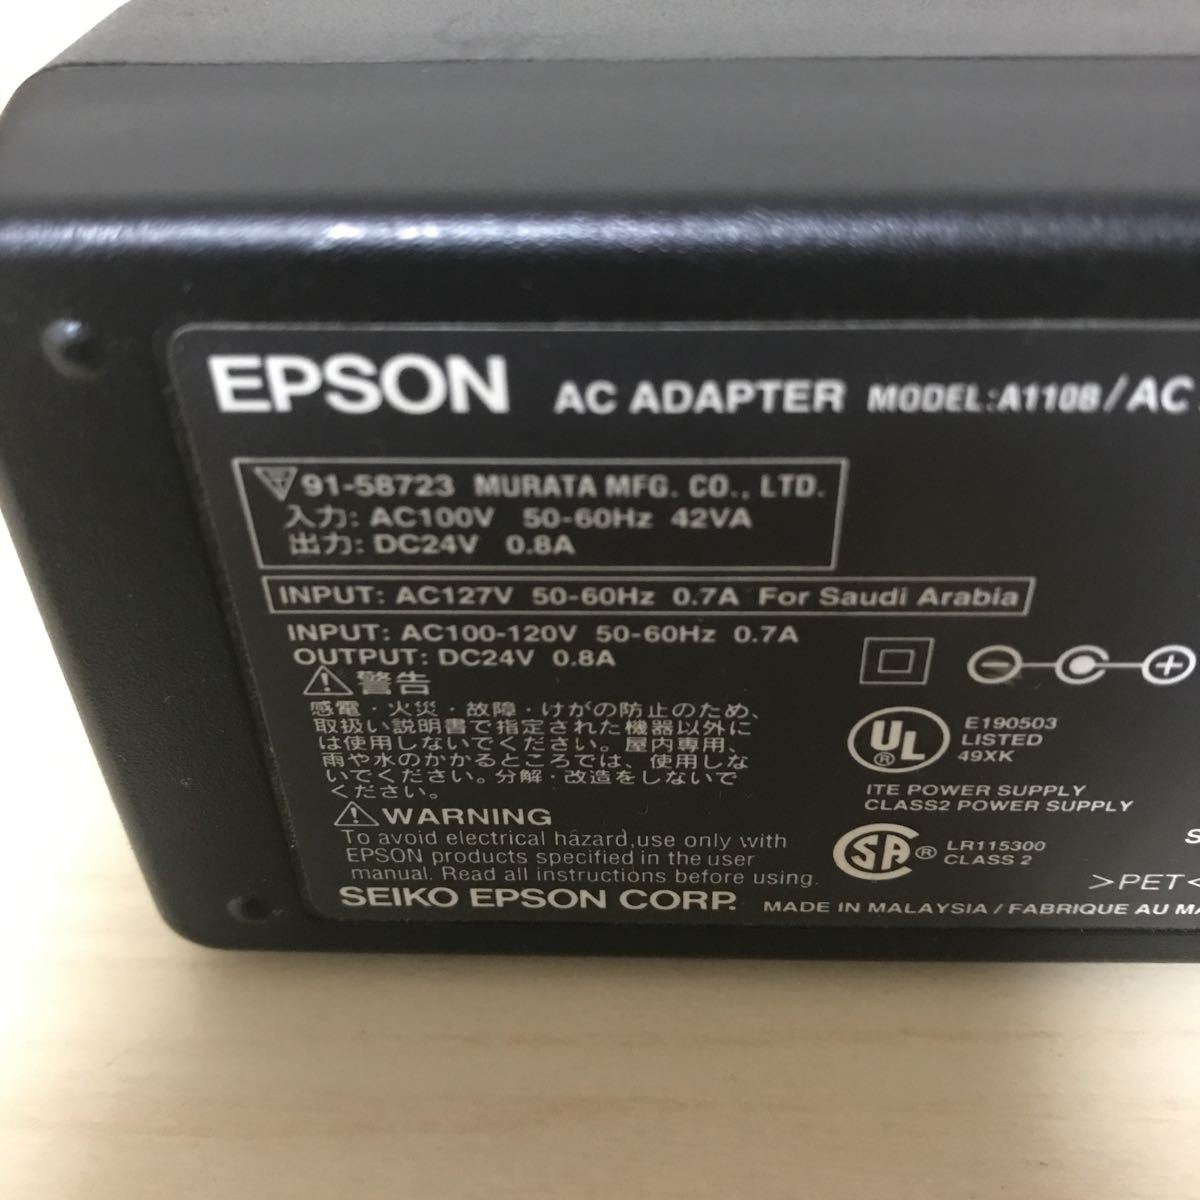 EPSON AC ADAPTER MODEL:A110B/AC
91-58723 MURATA MFG. CO., LTD.
入力: AC100V 50-60Hz 42VA
出力: DC24V 0.8A
INPUT: AC127V 50-60Hz 0.7A For Saudi Arabia
INPUT: AC100-120V 50-60Hz 0.7A
OUTPUT: DC24V 0.8A
警告
感電・火災・故障・けがの防止のため、
取扱い説明書で指定された機器以外に
は使用しないでください。屋内専用、
雨や水のかかるところでは、使用しな
いでください。分解・改造をしないで
ください。
WARNING
To avoid electrical hazard,use only with
EPSON products specified in the user
manual. Read all instructions before using.
SEIKO EPSON CORP.
UL ®
E190503
LISTED
49XK
ITE POWER SUPPLY
CLASS2 POWER SUPPLY
SA ®
LR115300
CLASS 2
>PET<
MADE IN MALAYSIA / FABRIQUE AU MA